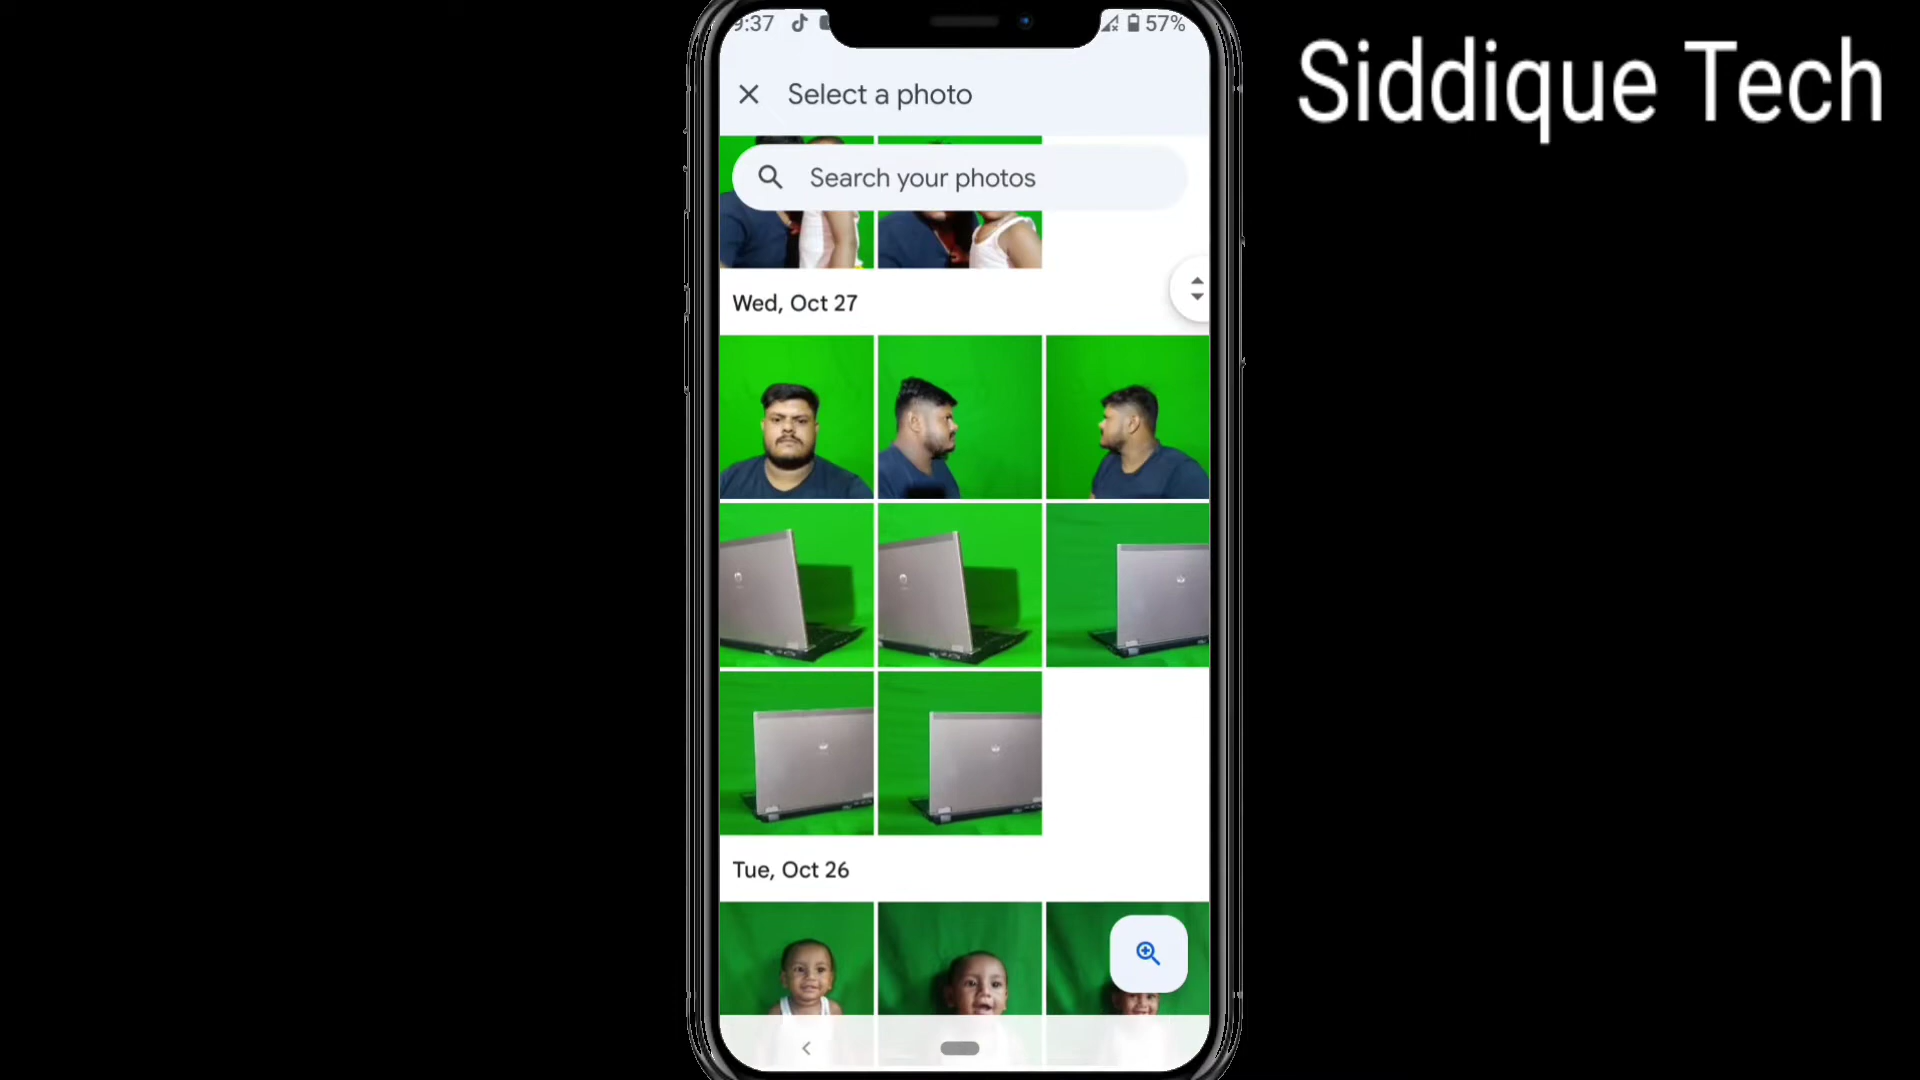 9:37
57%
Siddique Tech
Select a photo
Search your photos
Wed, Oct 27
Tue, Oct 26